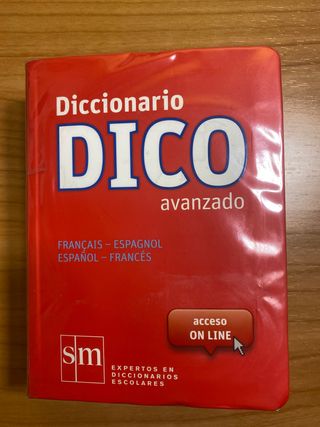 Diccionario
DICO
avanzado
FRANÇAIS – ESPAGNOL
ESPAÑOL – FRANCÉS
acceso
ON LINE
sm
EXPERTOS EN
DICCIONARIOS
ESCOLARES